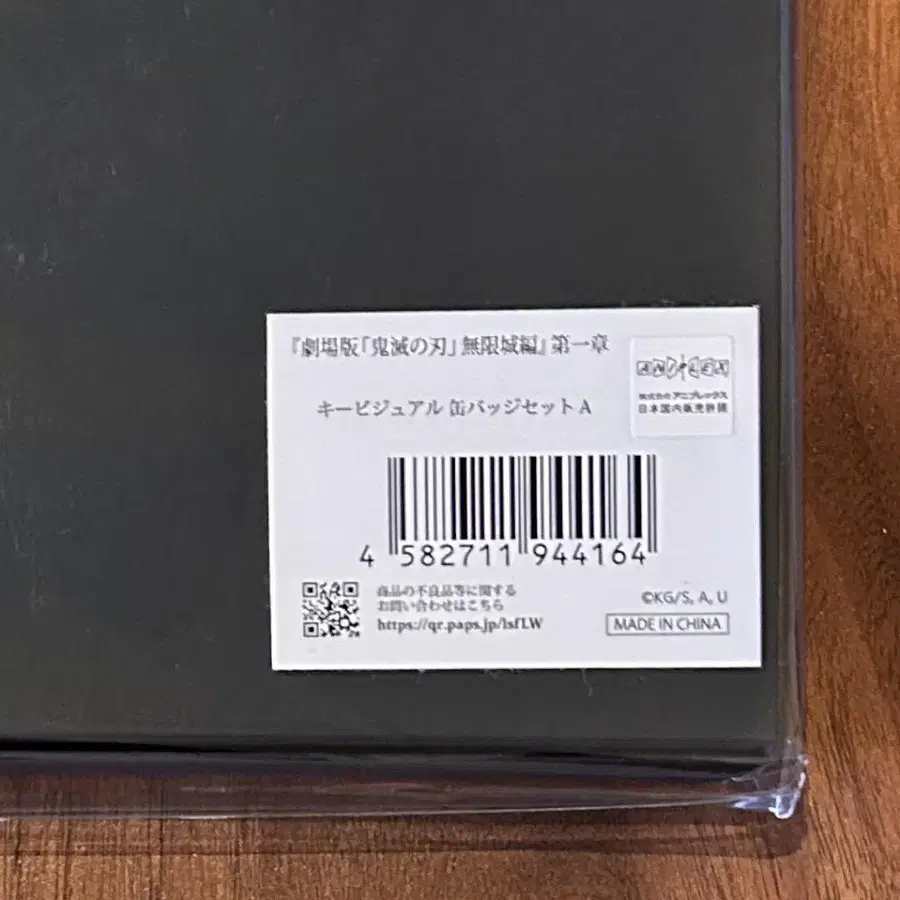 『劇場版「鬼滅の刃」無限城編』第一章
キービジュアル 缶バッジセット A
ANIPLEX
株式会社アニプレックス
日本国内販売許諾
4 582711 944164
商品の不良品等に関する
お問い合わせはこちら
https://qr.paps.jp/lsfLW
©KG/S, A, U
MADE IN CHINA